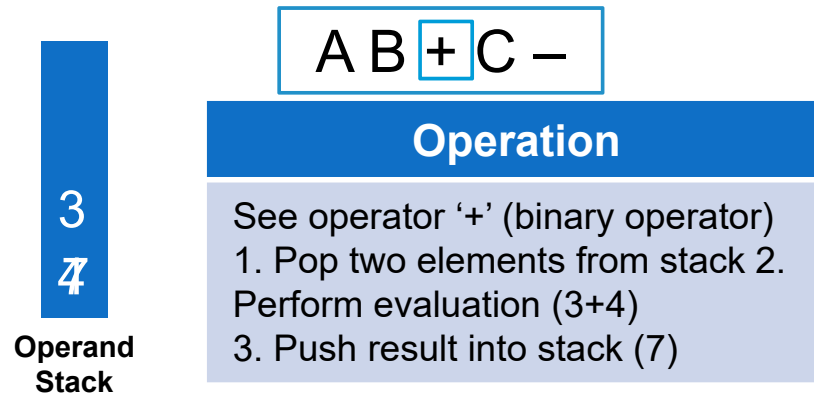 A B + C –
Operation
3
See operator ‘+’ (binary operator)
1. Pop two elements from stack 2.
Perform evaluation (3+4)
3. Push result into stack (7)
Operand
Stack